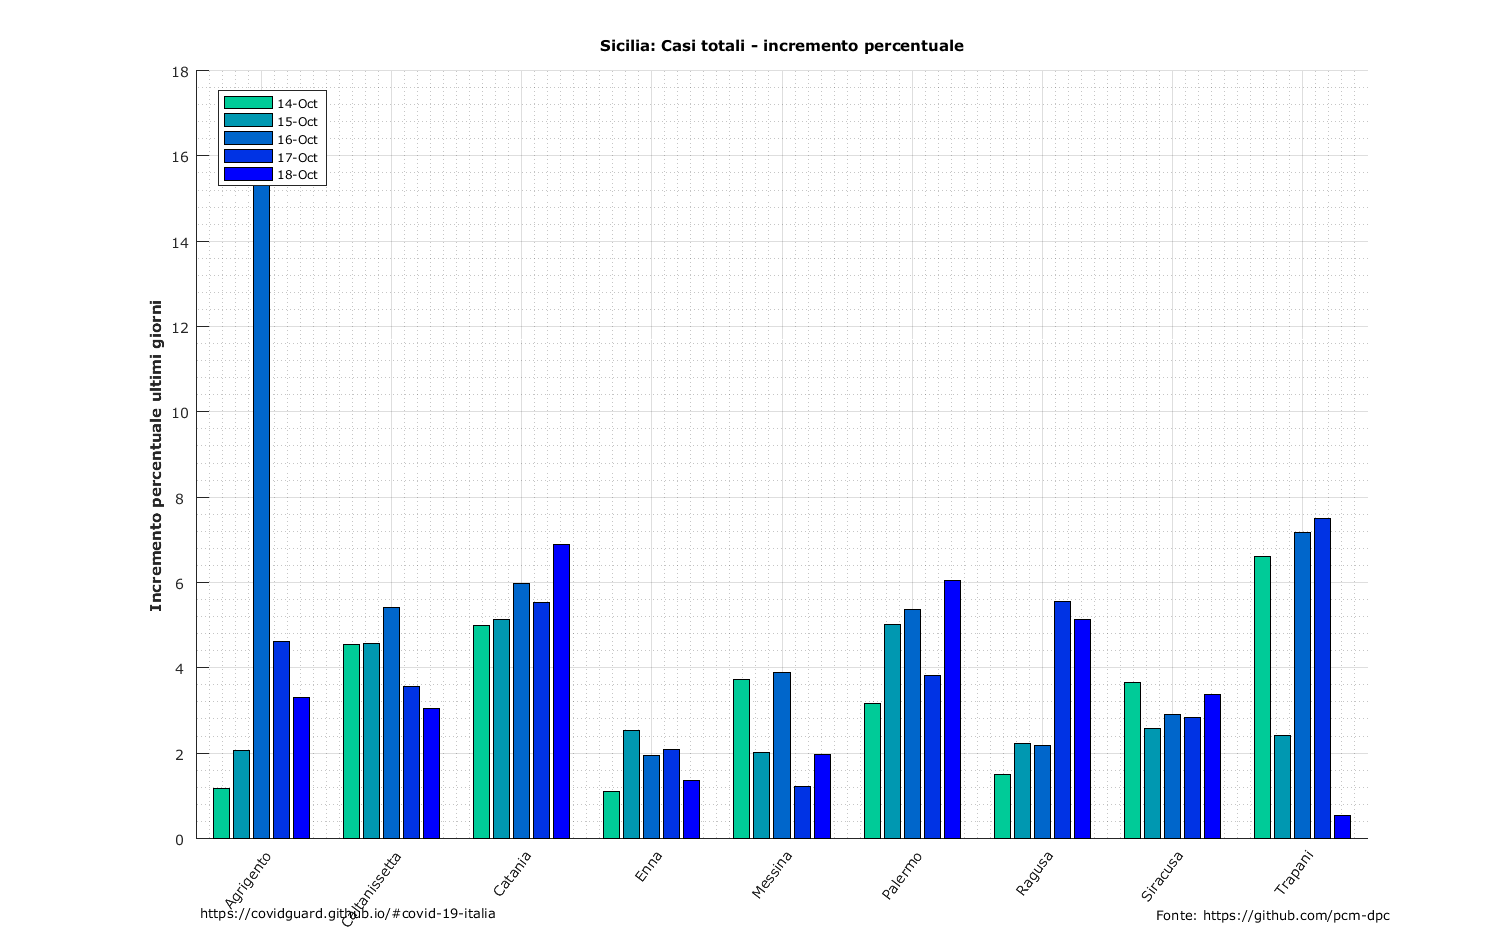 Sicilia: Casi totali - incremento percentuale
Incremento percentuale ultimi giorni
18
16
14
12
10
8
6
4
2
0
14-Oct
15-Oct
16-Oct
17-Oct
18-Oct
Agrigento
Caltanissetta
Catania
Enna
Messina
Palermo
Ragusa
Siracusa
Trapani
https://covidguard.github.io/#covid-19-italia
Fonte: https://github.com/pcm-dpc